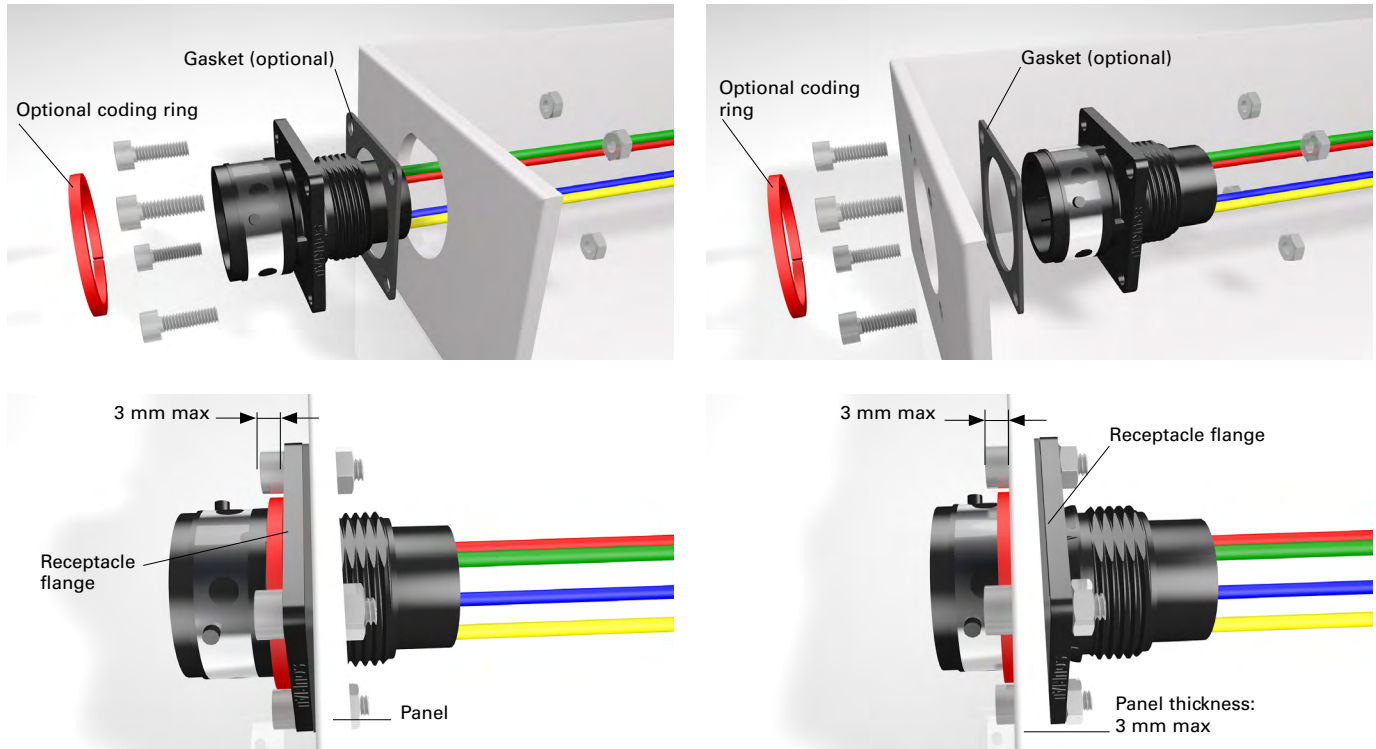 Gasket (optional)
Optional coding ring
Gasket (optional)
Optional coding
ring
3 mm max
Receptacle
flange
Panel
3 mm max
Receptacle flange
Panel thickness:
3 mm max